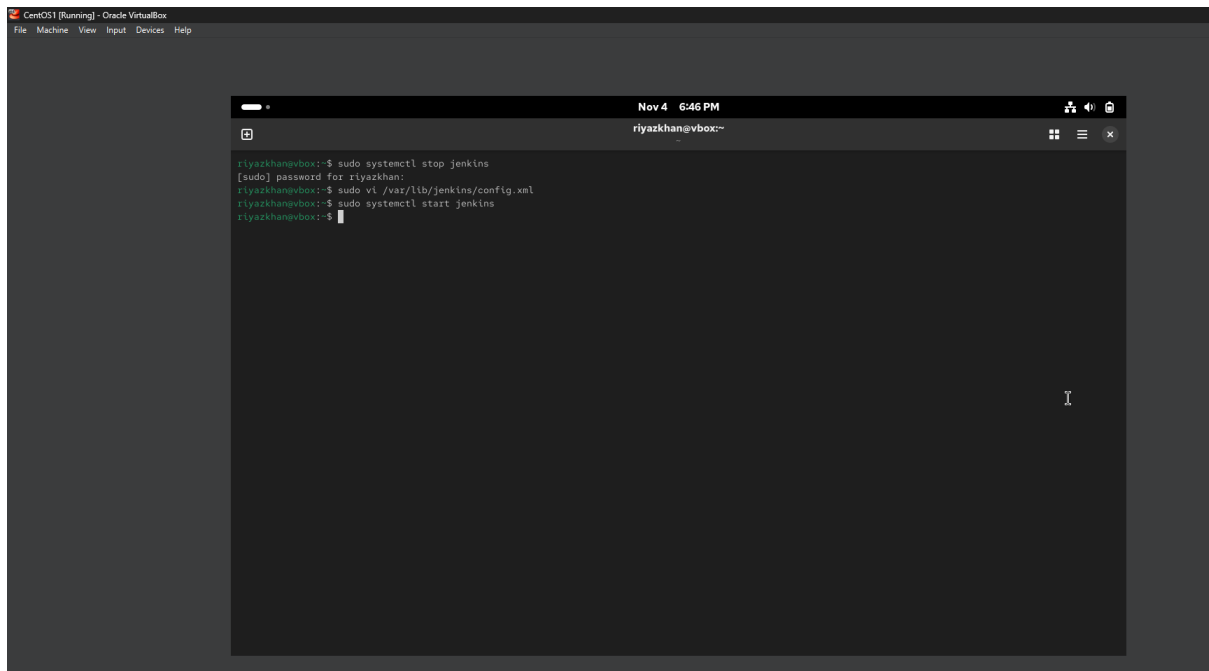 CentOS1 [Running] - Oracle VirtualBox
File Machine View Input Devices Help
Nov 4 6:46 PM
riyazkhan@vbox:~
~
riyazkhan@vbox:~$ sudo systemctl stop jenkins
[sudo] password for riyazkhan:
riyazkhan@vbox:~$ sudo vi /var/lib/jenkins/config.xml
riyazkhan@vbox:~$ sudo systemctl start jenkins
riyazkhan@vbox:~$